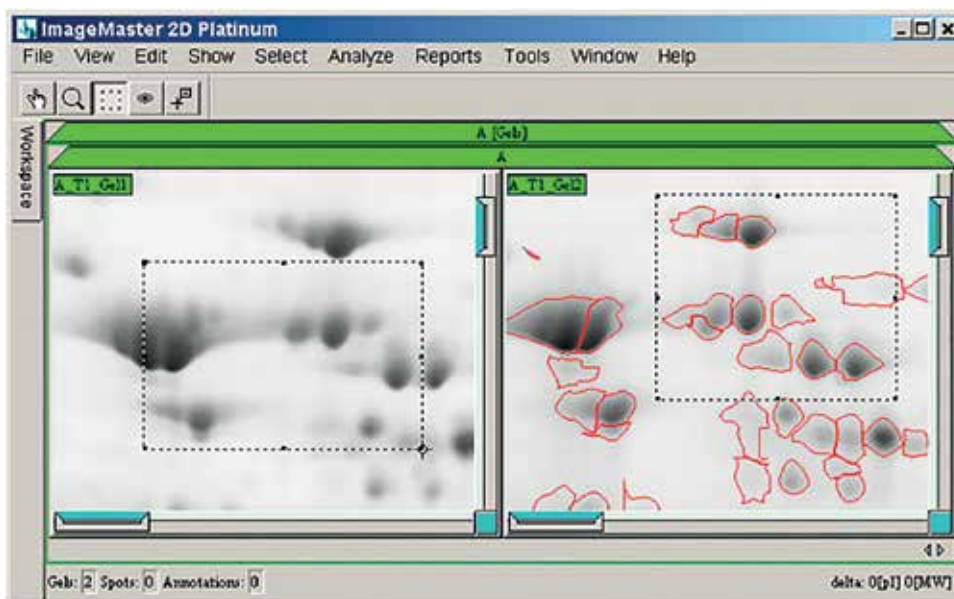 ImageMaster 2D Platinum
File View Edit Show Select Analyze Reports Tools Window Help
Workspace
A [Gels]
A
A_T1_Gel1
A_T1_Gel2
Gels: 2 Spots: 0 Annotations: 0
delta: 0[pI] 0[MW]